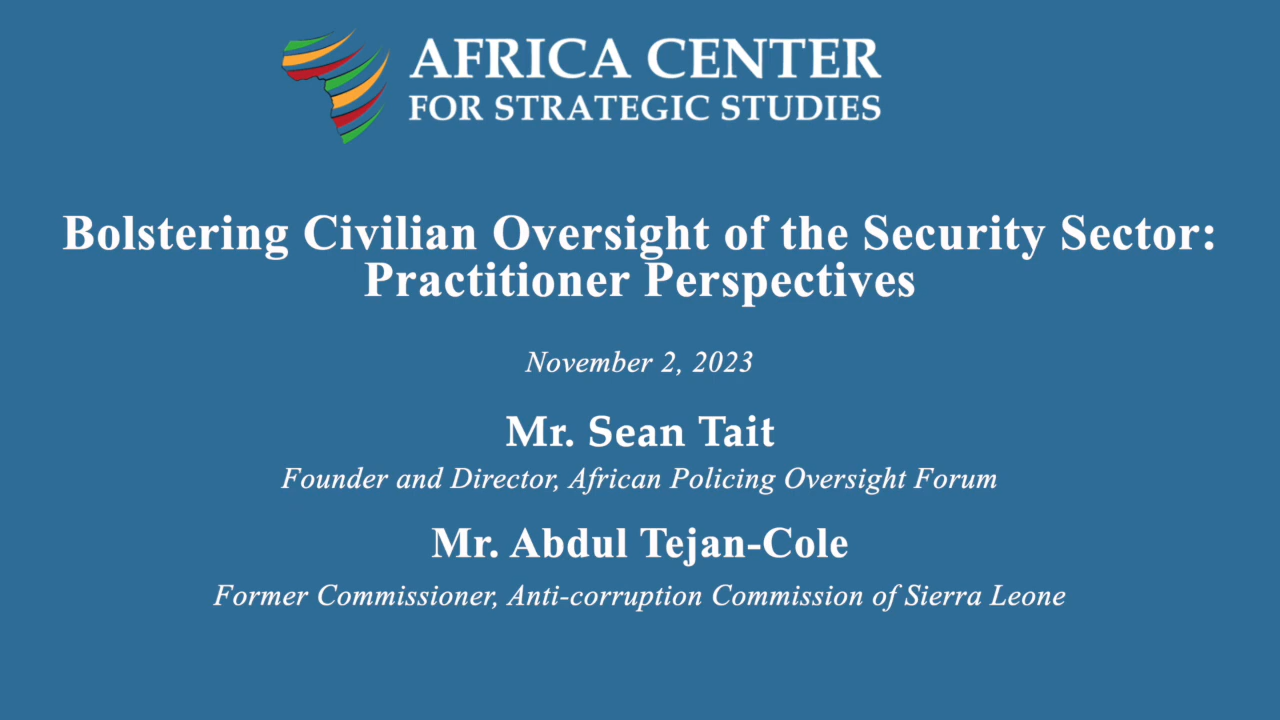 AFRICA CENTER
FOR STRATEGIC STUDIES
Bolstering Civilian Oversight of the Security Sector:
Practitioner Perspectives
November 2, 2023
Mr. Sean Tait
Founder and Director, African Policing Oversight Forum
Mr. Abdul Tejan-Cole
Former Commissioner, Anti-corruption Commission of Sierra Leone